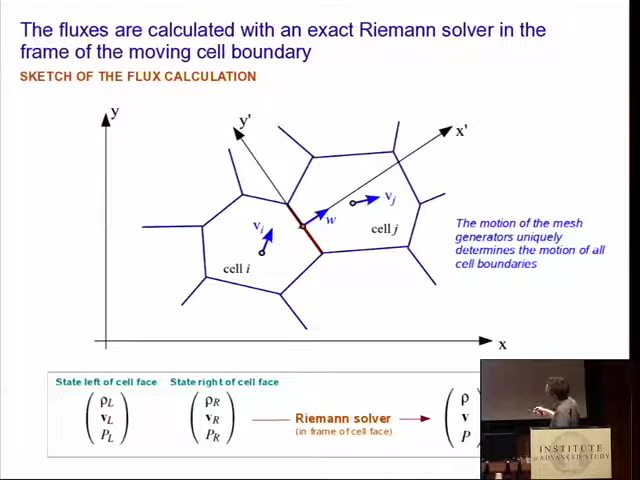 The fluxes are calculated with an exact Riemann solver in the
frame of the moving cell boundary
SKETCH OF THE FLUX CALCULATION
y
y'
x'
w
v_j
v_i
cell j
cell i
The motion of the mesh
generators uniquely
determines the motion of all
cell boundaries
x
State left of cell face
State right of cell face
ρ_L
v_L
P_L
ρ_R
v_R
P_R
Riemann solver
(in frame of cell face)
ρ
v
P
INSTITUTE
for ADVANCED STUDY